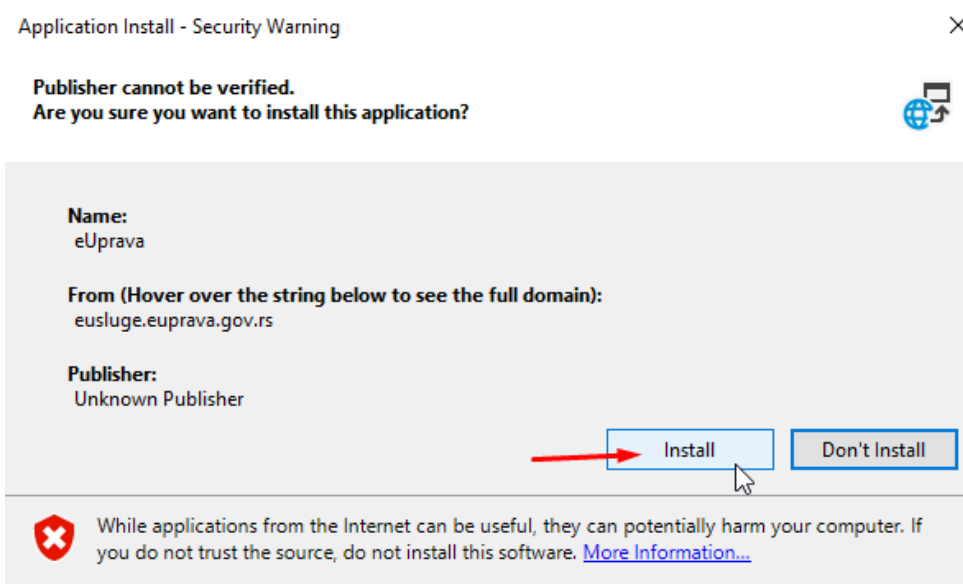 Application Install - Security Warning
Publisher cannot be verified.
Are you sure you want to install this application?
Name:
eUprava
From (Hover over the string below to see the full domain):
eusluge.euprava.gov.rs
Publisher:
Unknown Publisher
Install
Don't Install
While applications from the Internet can be useful, they can potentially harm your computer. If
you do not trust the source, do not install this software. More Information...